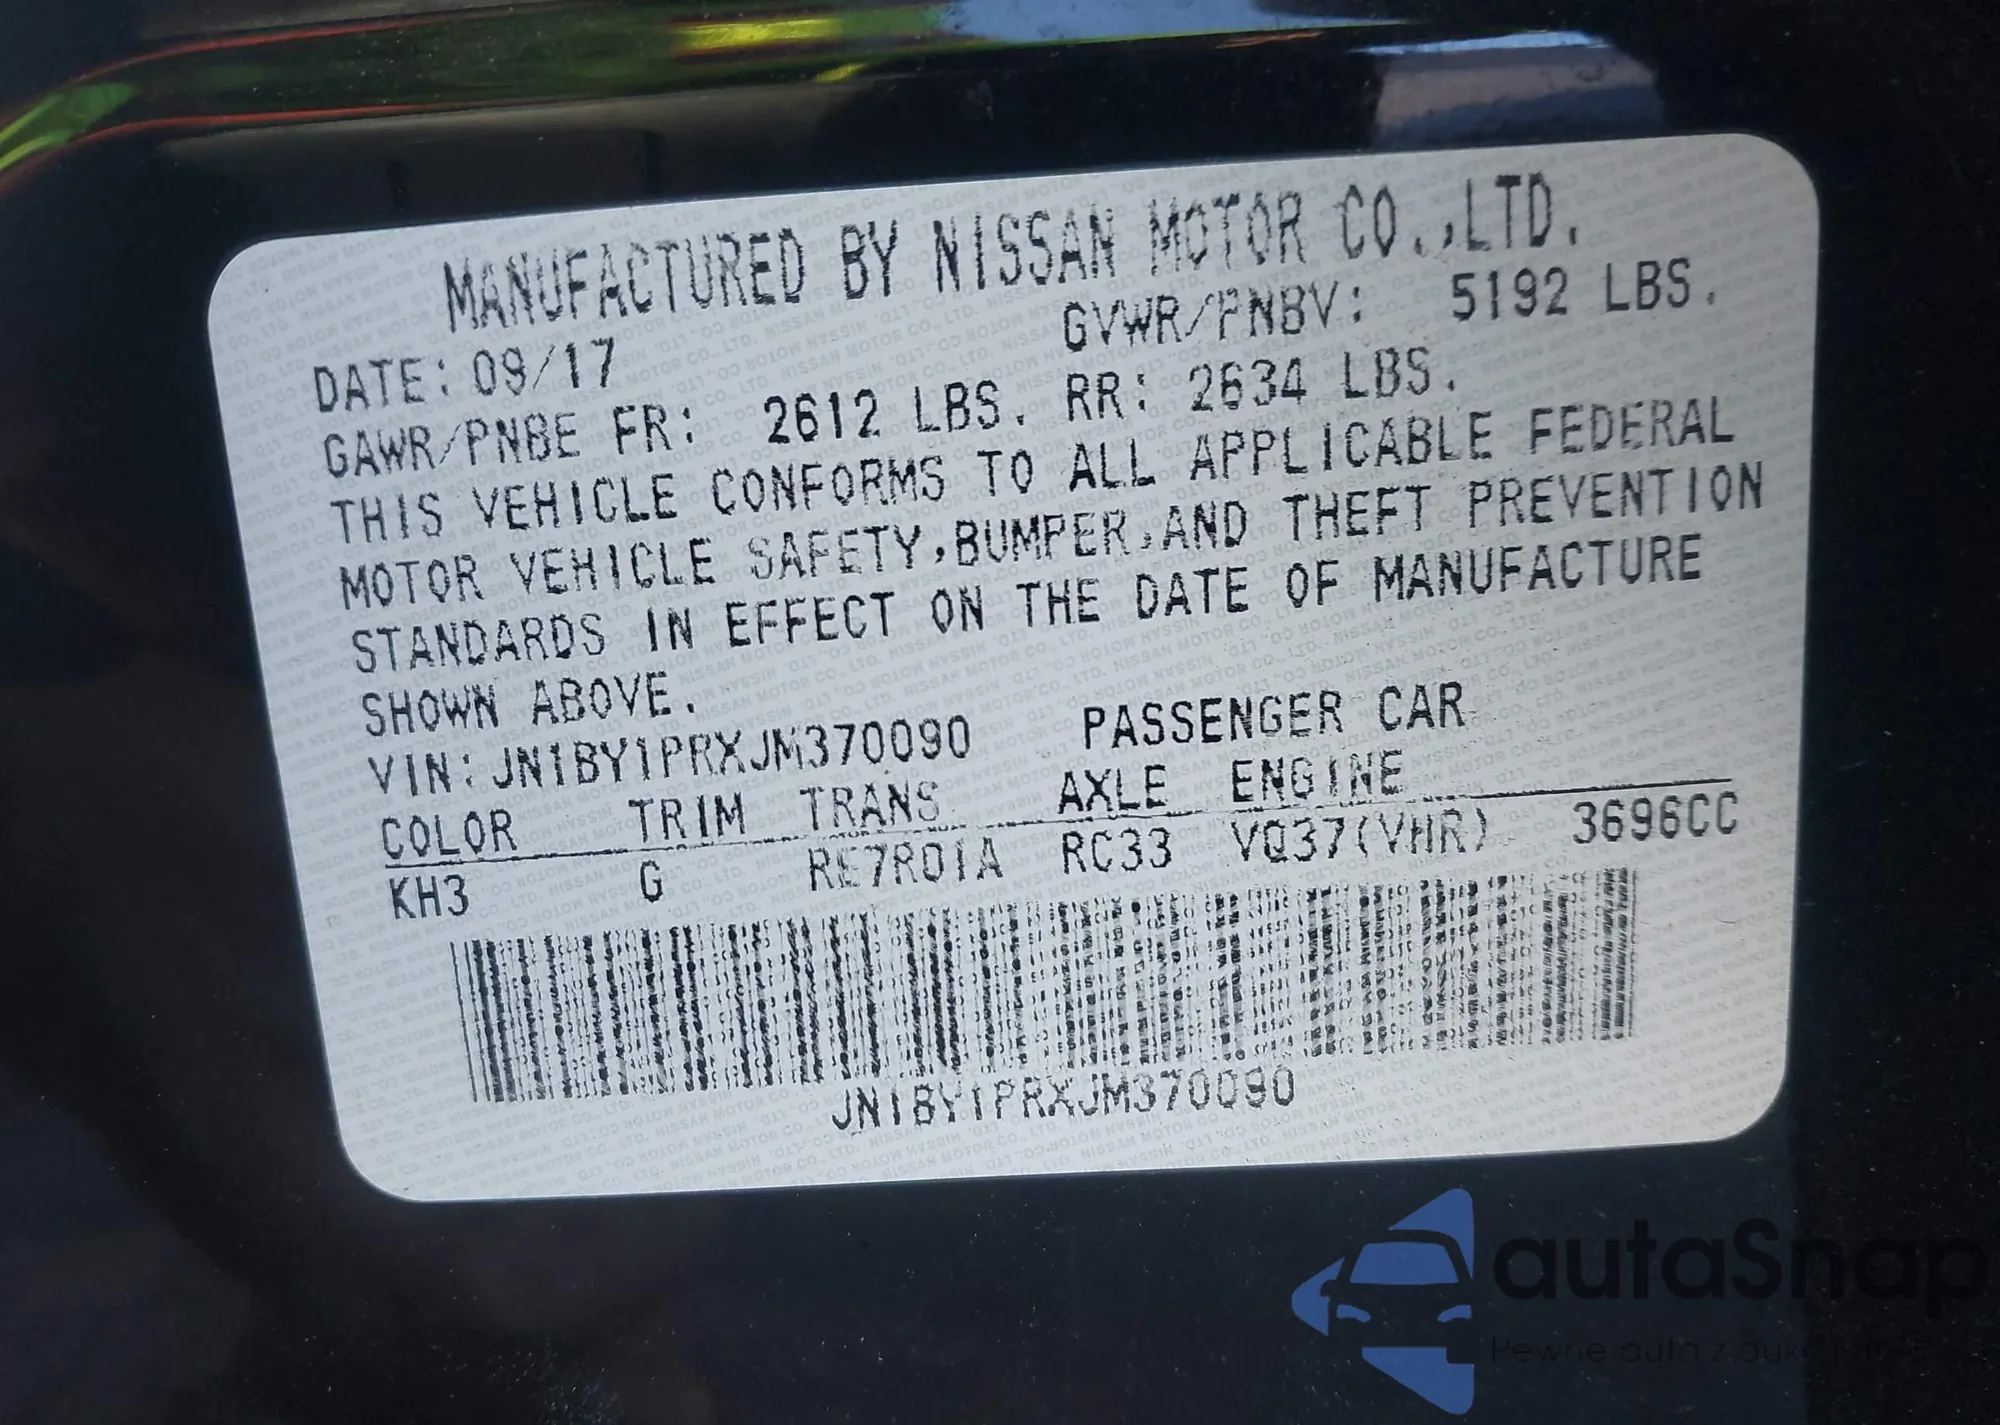 MANUFACTURED BY NISSAN MOTOR CO.,LTD.
DATE: 09/17 GVWR/PNBV: 5192 LBS.
GAWR/PNBE FR: 2612 LBS. RR: 2634 LBS.
THIS VEHICLE CONFORMS TO ALL APPLICABLE FEDERAL
MOTOR VEHICLE SAFETY,BUMPER,AND THEFT PREVENTION
STANDARDS IN EFFECT ON THE DATE OF MANUFACTURE
SHOWN ABOVE.
VIN: JN1BY1PRXJM370090 PASSENGER CAR
COLOR TRIM TRANS AXLE ENGINE
KH3 G RE7R01A RC33 VQ37(VHR) 3696CC
JN1BY1PRXJM370090
autaSnap
Pewne auto z